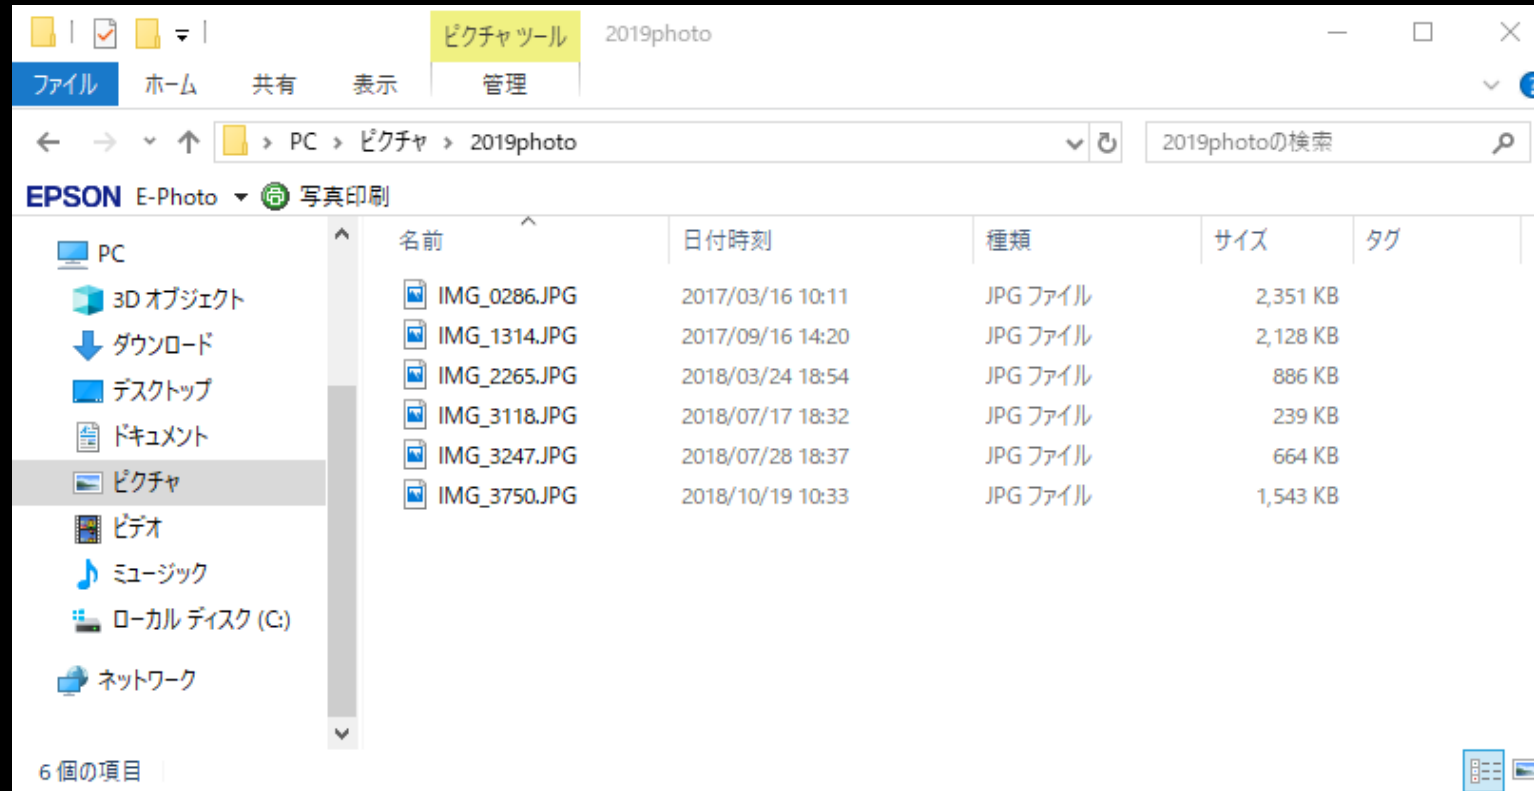 ピクチャ ツール 2019photo
ファイル ホーム 共有 表示 管理
PC › ピクチャ › 2019photo 2019photoの検索
EPSON E-Photo 写真印刷
PC
3D オブジェクト
ダウンロード
デスクトップ
ドキュメント
ピクチャ
ビデオ
ミュージック
ローカル ディスク (C:)
ネットワーク
名前 日付時刻 種類 サイズ タグ
IMG_0286.JPG 2017/03/16 10:11 JPG ファイル 2,351 KB
IMG_1314.JPG 2017/09/16 14:20 JPG ファイル 2,128 KB
IMG_2265.JPG 2018/03/24 18:54 JPG ファイル 886 KB
IMG_3118.JPG 2018/07/17 18:32 JPG ファイル 239 KB
IMG_3247.JPG 2018/07/28 18:37 JPG ファイル 664 KB
IMG_3750.JPG 2018/10/19 10:33 JPG ファイル 1,543 KB
6 個の項目